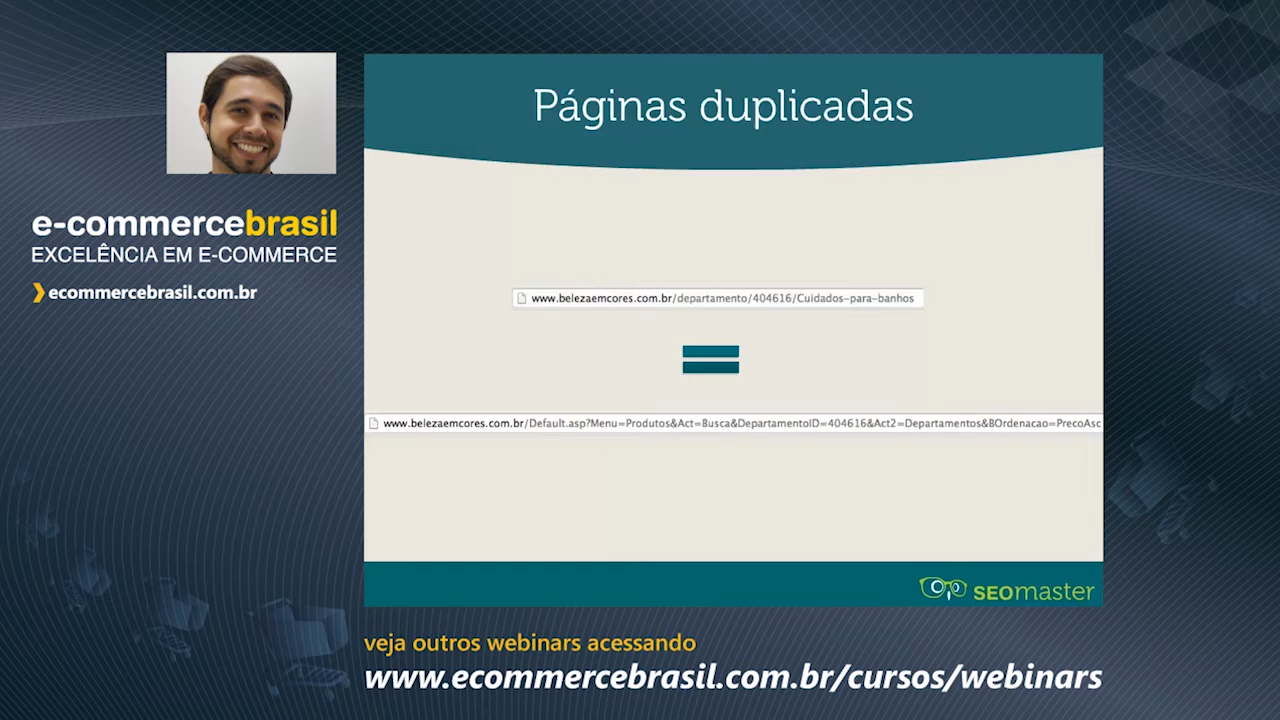 Páginas duplicadas
e-commercebrasil
EXCELÊNCIA EM E-COMMERCE
ecommercebrasil.com.br
www.belezaemcores.com.br/departamento/404616/Cuidados-para-banhos
www.belezaemcores.com.br/Default.asp?Menu=Produtos&Act=Busca&DepartamentoID=404616&Act2=Departamentos&BOrdenacao=PrecoAsc
SEOmaster
veja outros webinars acessando
www.ecommercebrasil.com.br/cursos/webinars